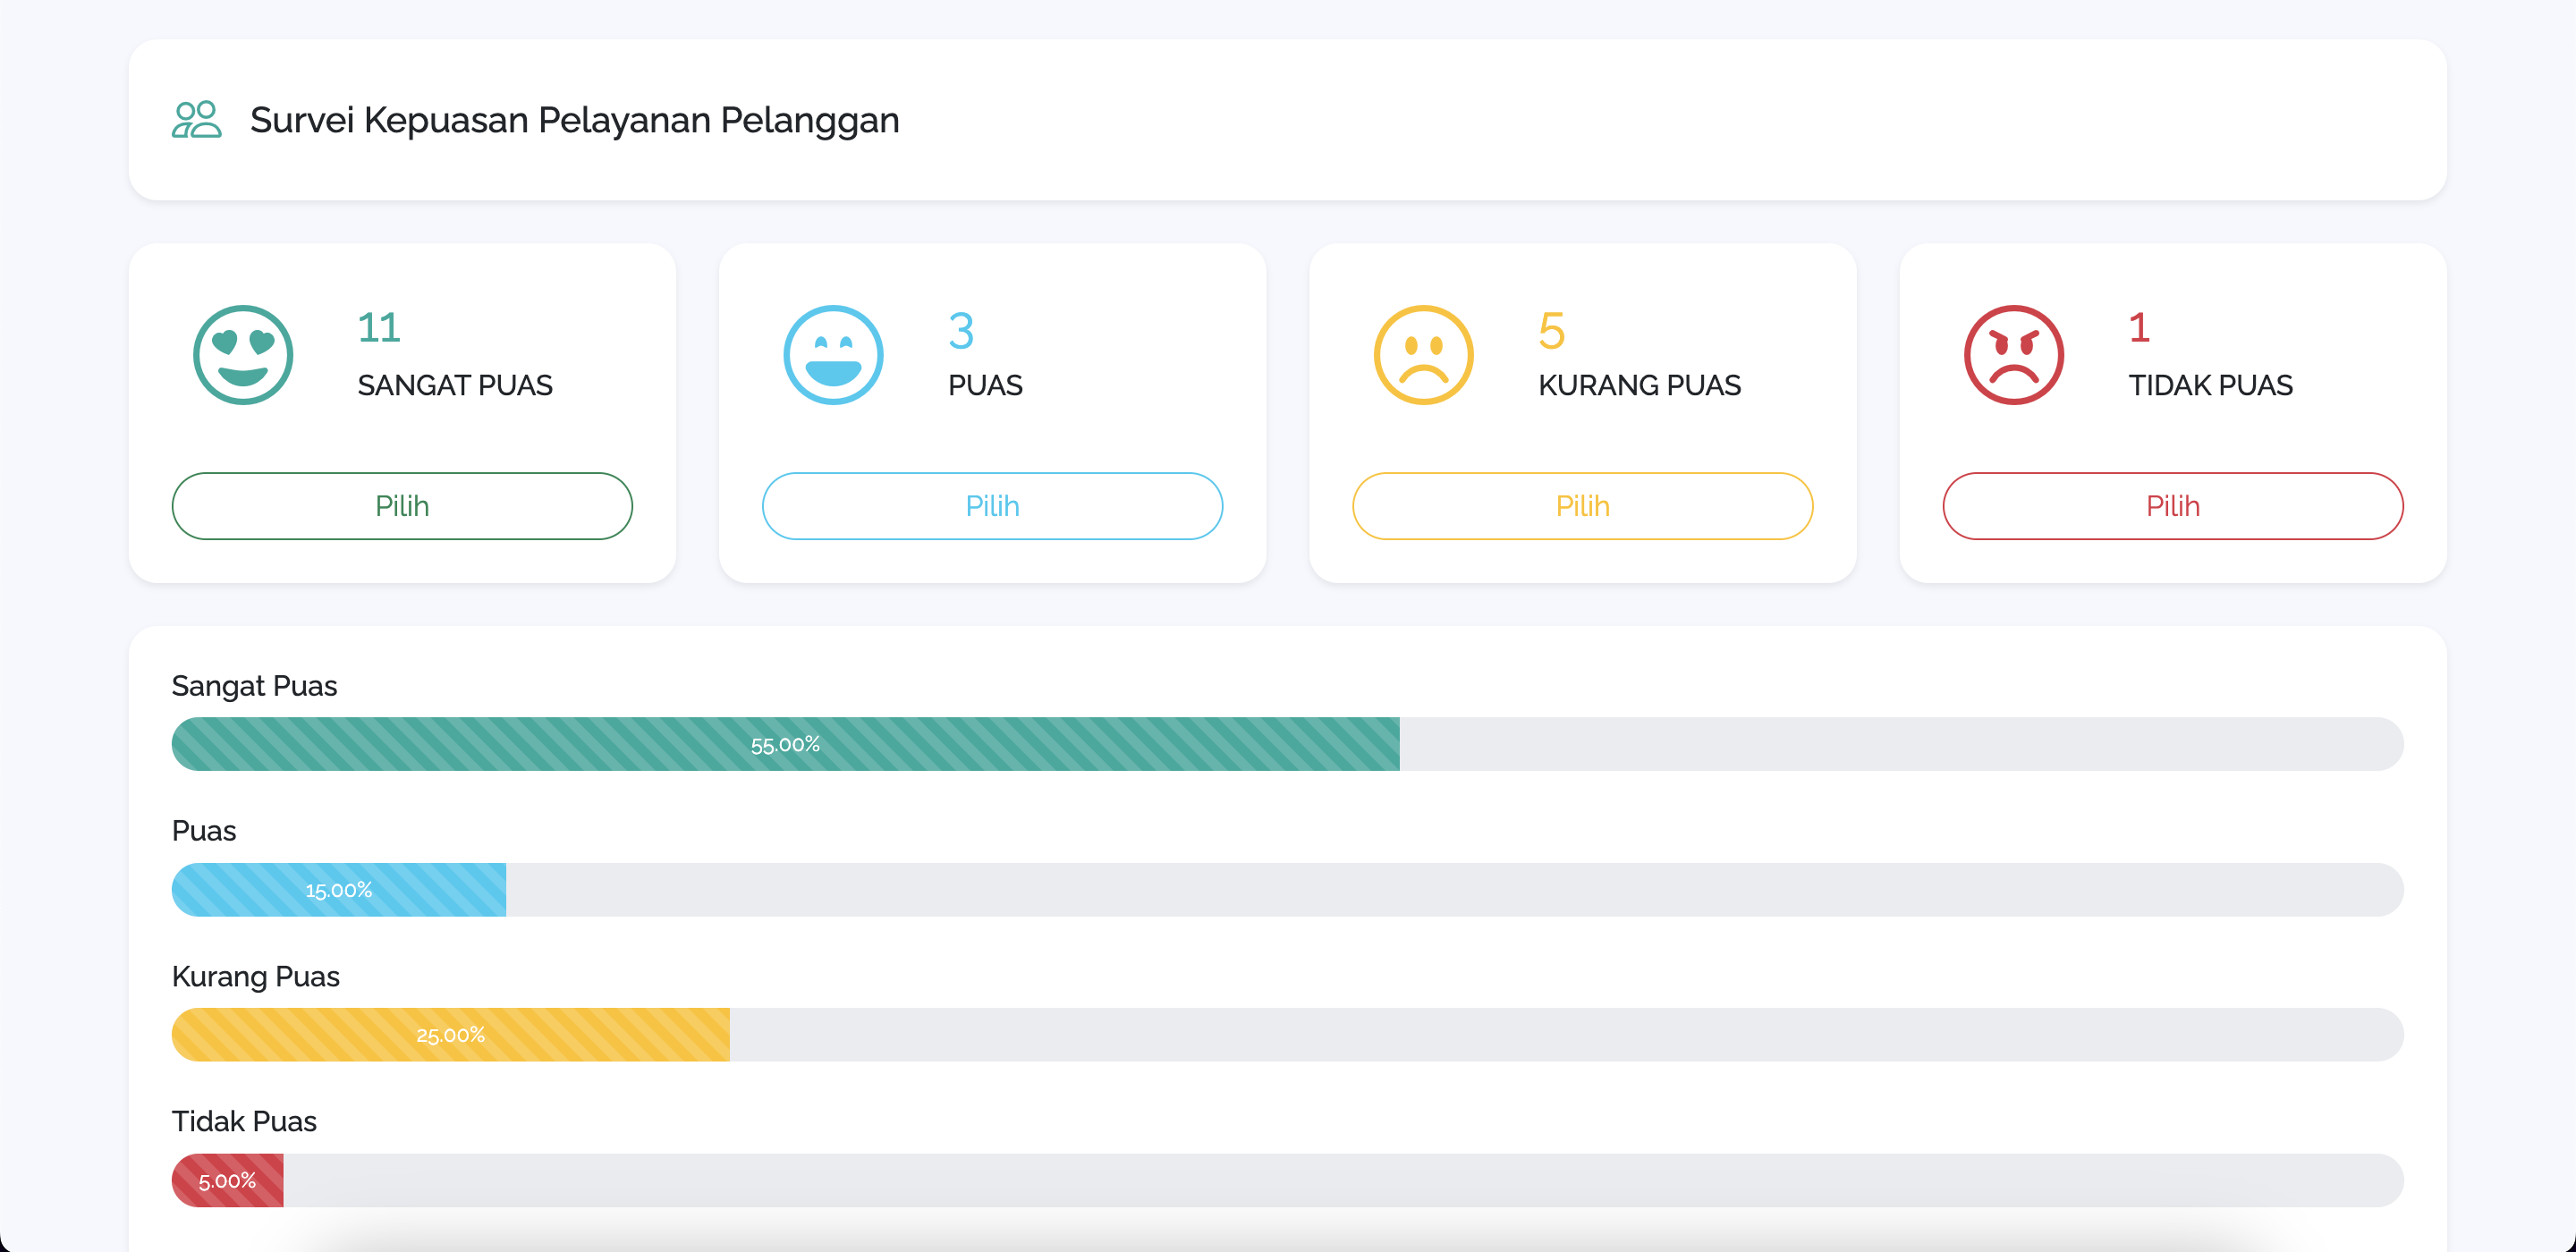 Survei Kepuasan Pelayanan Pelanggan
11
SANGAT PUAS
Pilih
3
PUAS
Pilih
5
KURANG PUAS
Pilih
1
TIDAK PUAS
Pilih
Sangat Puas
55.00%
Puas
15.00%
Kurang Puas
25.00%
Tidak Puas
5.00%